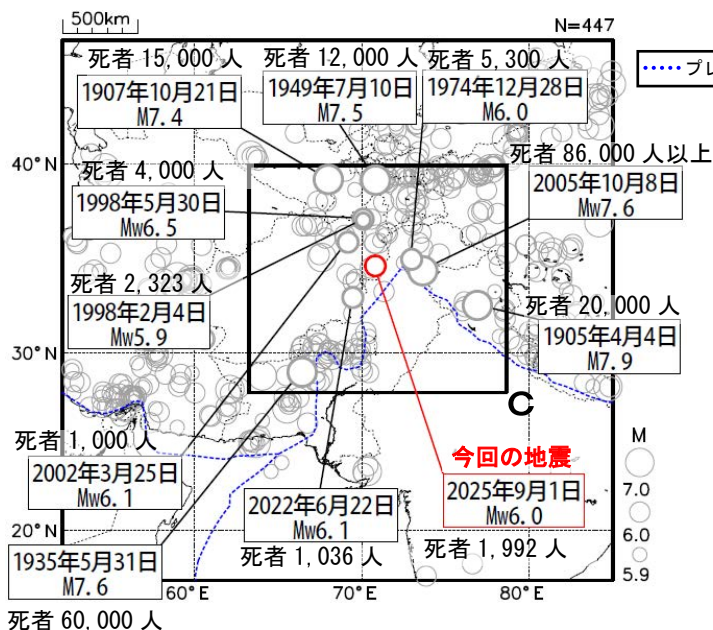 500km
N=447
死者 15,000 人
1907年10月21日
M7.4
死者 12,000 人
1949年7月10日
M7.5
死者 5,300 人
1974年12月28日
M6.0
プレ
40°N
死者 4,000 人
1998年5月30日
Mw6.5
死者 86,000 人以上
2005年10月8日
Mw7.6
死者 2,323 人
1998年2月4日
Mw5.9
死者 20,000 人
1905年4月4日
M7.9
30°N
C
死者 1,000 人
2002年3月25日
Mw6.1
今回の地震
2025年9月1日
Mw6.0
2022年6月22日
Mw6.1
死者 1,036 人
死者 1,992 人
M
7.0
6.0
5.9
20°N
1935年5月31日
M7.6
死者 60,000 人
60°E
70°E
80°E